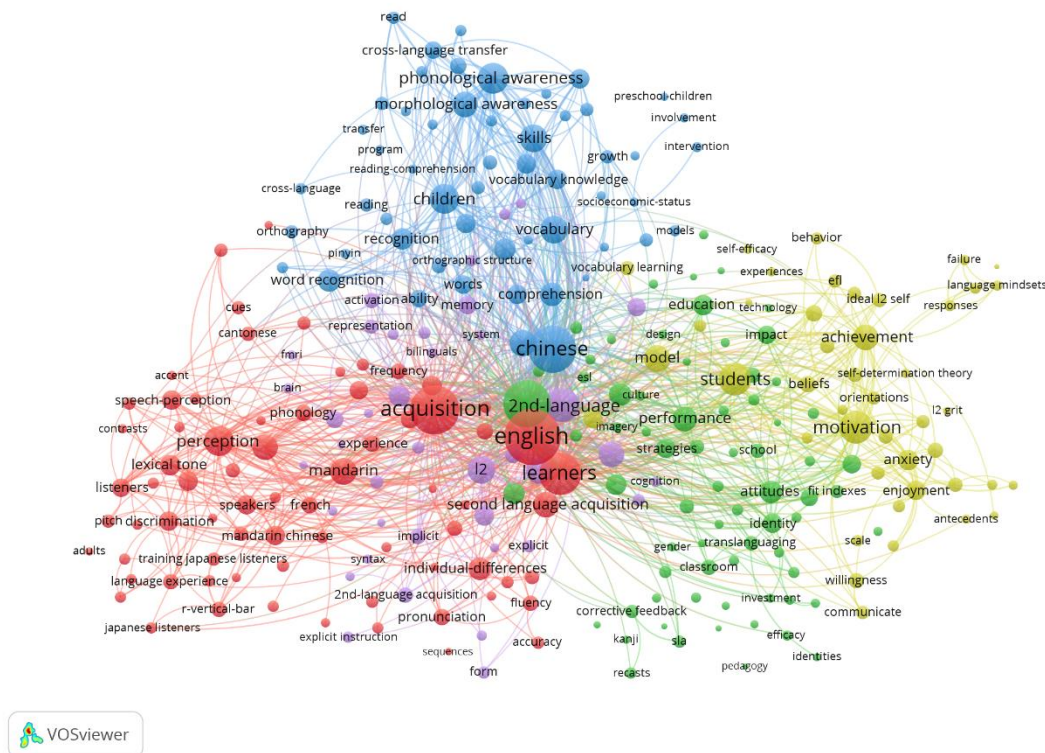 read
cross-language transfer
phonological awareness
preschool-children
morphological awareness
involvement
transfer
skills
program
intervention
growth
reading-comprehension
vocabulary knowledge
cross-language
children
socioeconomic-status
reading
orthography
vocabulary
models
recognition
behavior
pinyin
self-efficacy
orthographic structure
failure
vocabulary learning
experiences
word recognition
words
efl
language mindsets
activation
ability
memory
comprehension
education
technology
ideal l2 self
responses
cues
representation
system
design
impact
achievement
cantonese
chinese
bilinguals
model
fmri
esl
accent
brain
frequency
students
beliefs
self-determination theory
speech-perception
acquisition
2nd-language
culture
orientations
contrasts
phonology
performance
l2 grit
imagery
motivation
perception
experience
english
strategies
school
lexical tone
mandarin
l2
learners
anxiety
cognition
listeners
speakers
french
second language acquisition
attitudes
fit indexes
enjoyment
pitch
discrimination
mandarin chinese
implicit
identity
antecedents
adults
explicit
translanguaging
scale
training japanese listeners
syntax
gender
individual-differences
classroom
language experience
willingness
2nd-language acquisition
fluency
investment
r-vertical-bar
pronunciation
corrective feedback
communicate
japanese listeners
explicit instruction
accuracy
kanji
sla
efficacy
sequences
identities
form
recasts
pedagogy
VOSviewer